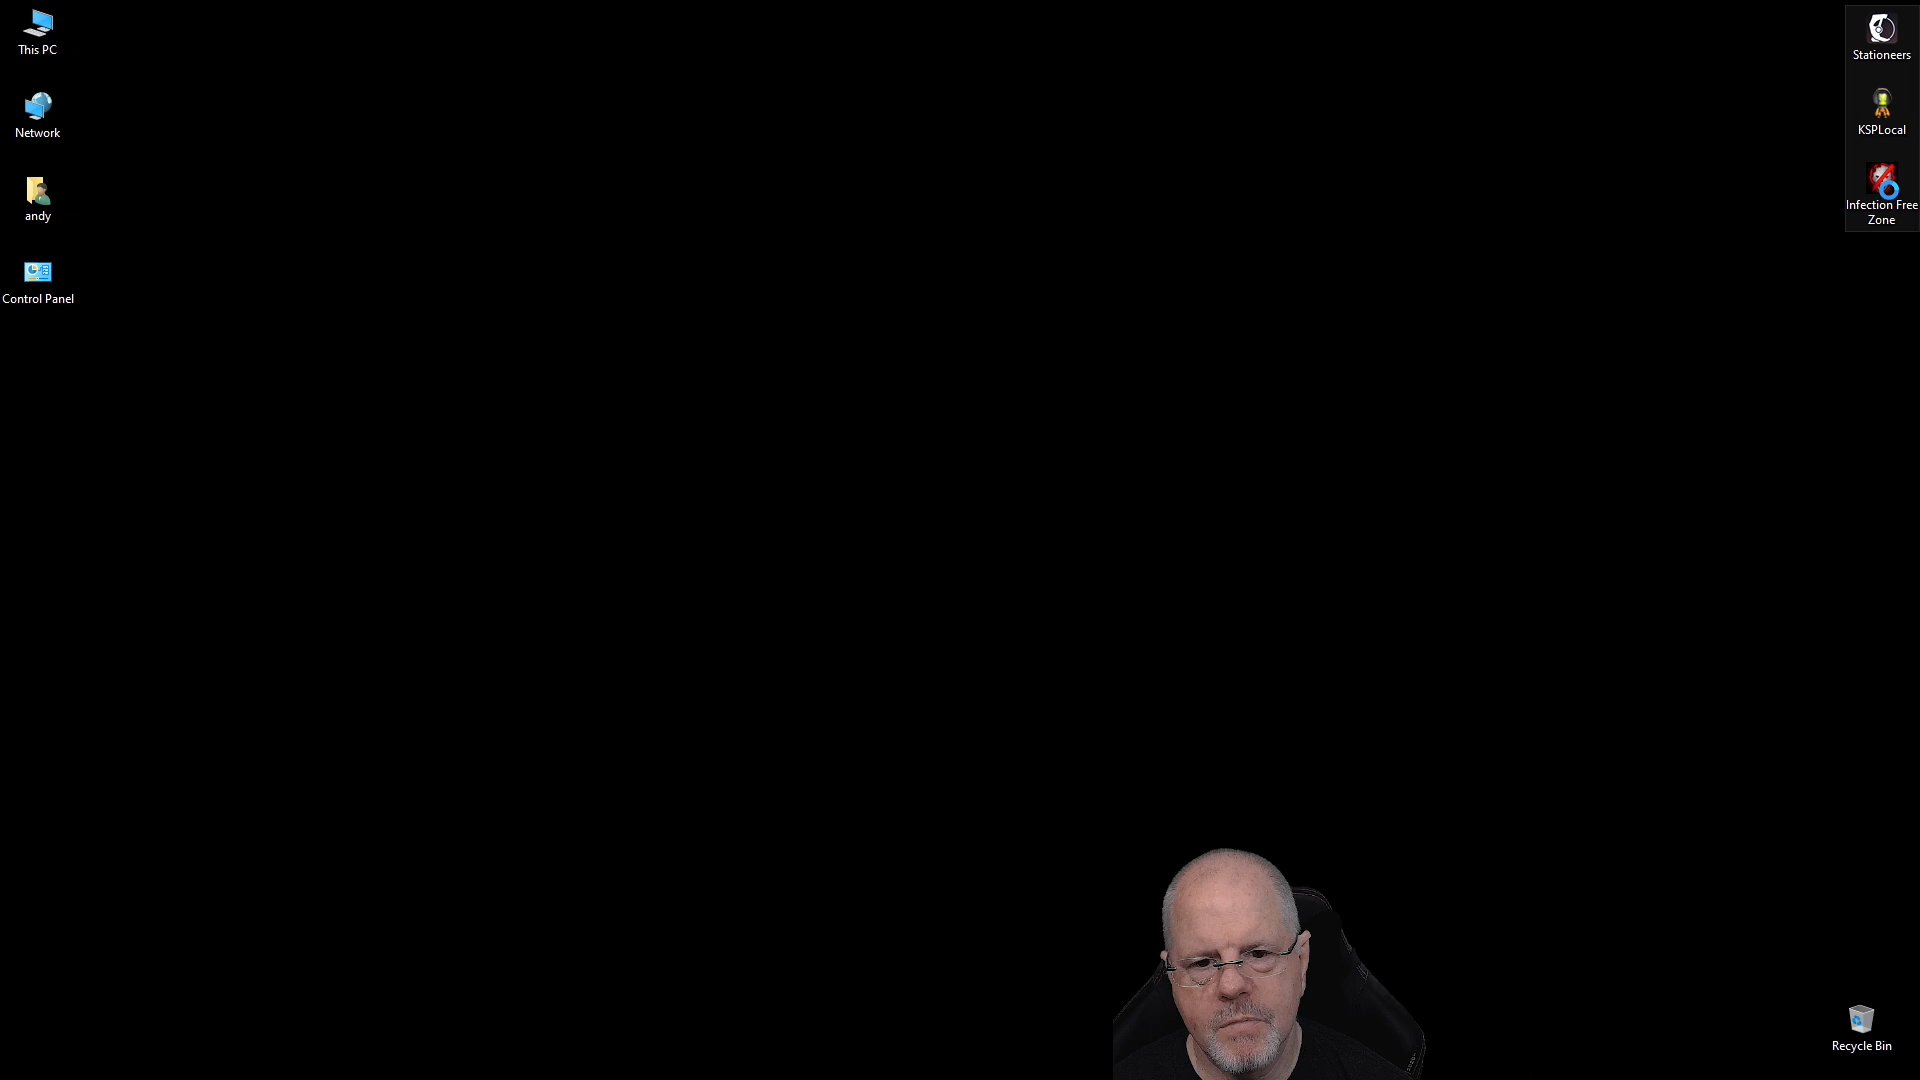 This PC
Network
andy
Control Panel
Stationeers
KSPLocal
Infection Free
Zone
Recycle Bin